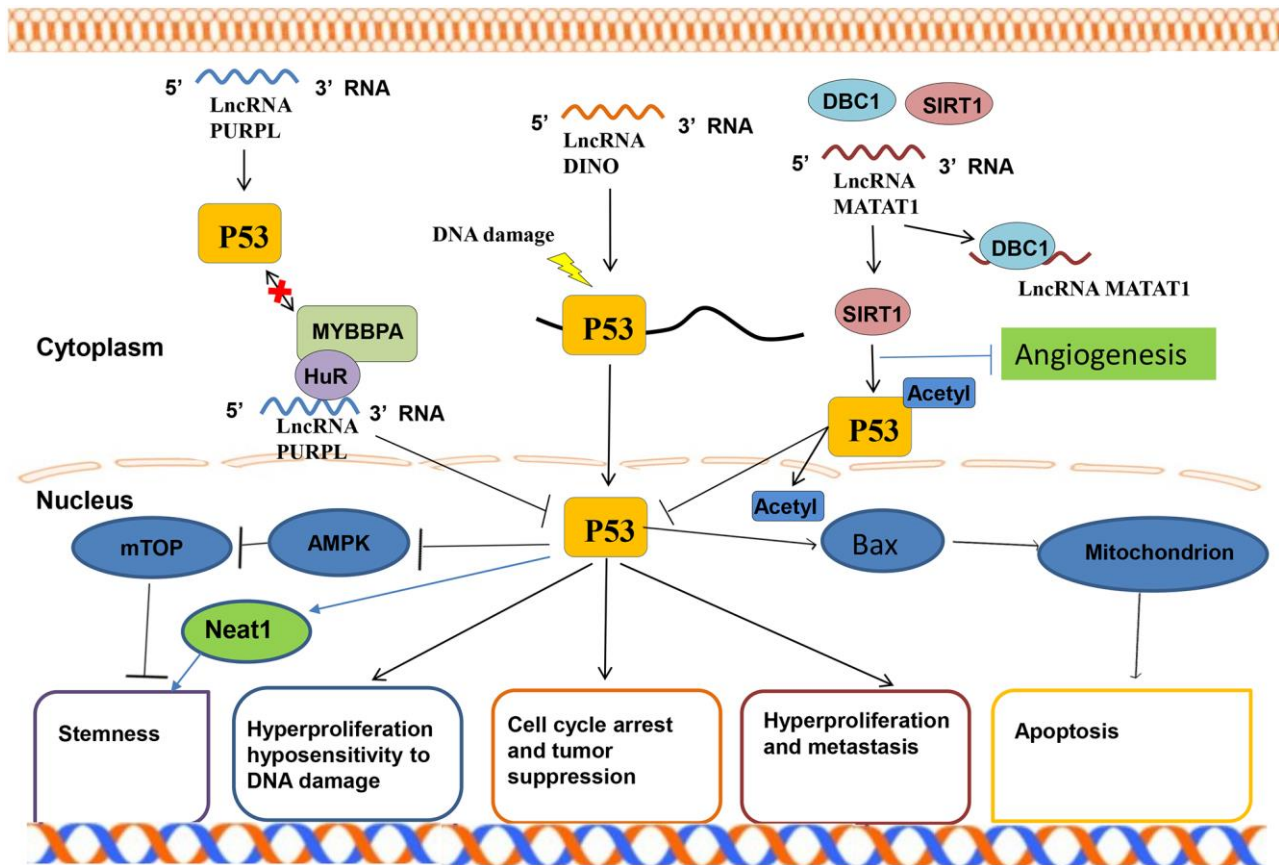 5’ 3’ RNA
LncRNA
PURPL
P53
MYBBPA
HuR
5’ 3’ RNA
LncRNA
PURPL
5’ 3’ RNA
LncRNA
DINO
DNA damage
P53
DBC1
SIRT1
5’ 3’ RNA
LncRNA
MATAT1
DBC1
LncRNA MATAT1
SIRT1
Angiogenesis
Acetyl
P53
Acetyl
Cytoplasm
Nucleus
mTOP
AMPK
P53
Bax
Mitochondrion
Neat1
Stemness
Hyperproliferation
hyposensitivity to
DNA damage
Cell cycle arrest
and tumor
suppression
Hyperproliferation
and metastasis
Apoptosis